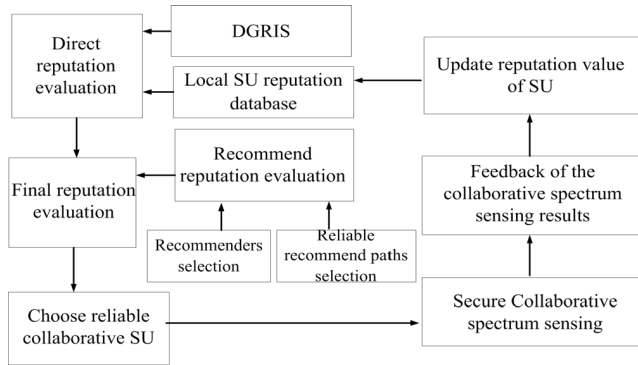 Direct
reputation
evaluation
DGRIS
Local SU reputation
database
Update reputation value
of SU
Final reputation
evaluation
Recommend
reputation evaluation
Feedback of the
collaborative spectrum
sensing results
Recommenders
selection
Reliable
recommend paths
selection
Choose reliable
collaborative SU
Secure Collaborative
spectrum sensing